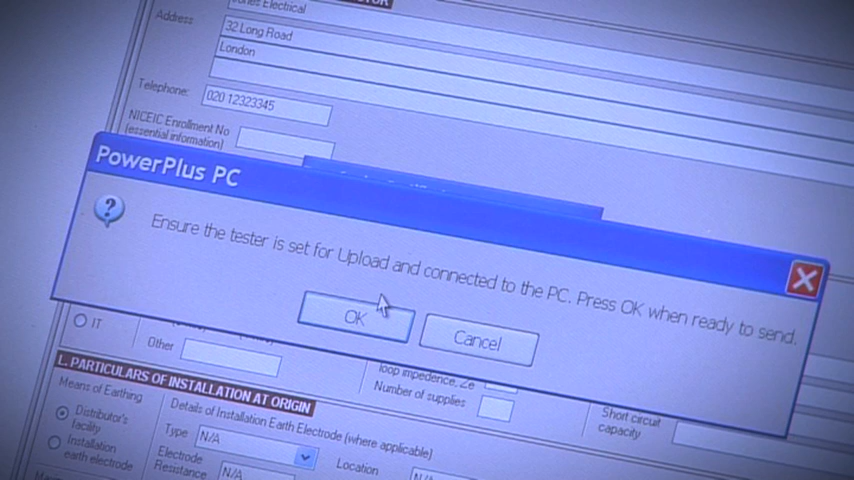 Jones Electrical
Address
32 Long Road
London
Telephone:
020 12323345
NICEIC Enrollment No
(essential information)
PowerPlus PC
Ensure the tester is set for Upload and connected to the PC. Press OK when ready to send.
OK
Cancel
IT
Other
loop impedance, Ze
Number of supplies
Short circuit
capacity
L. PARTICULARS OF INSTALLATION AT ORIGIN
Means of Earthing
Details of Installation Earth Electrode (where applicable)
Distributor's
facility
Type
N/A
Installation
earth electrode
Electrode
Resistance
N/A
Location
N/A